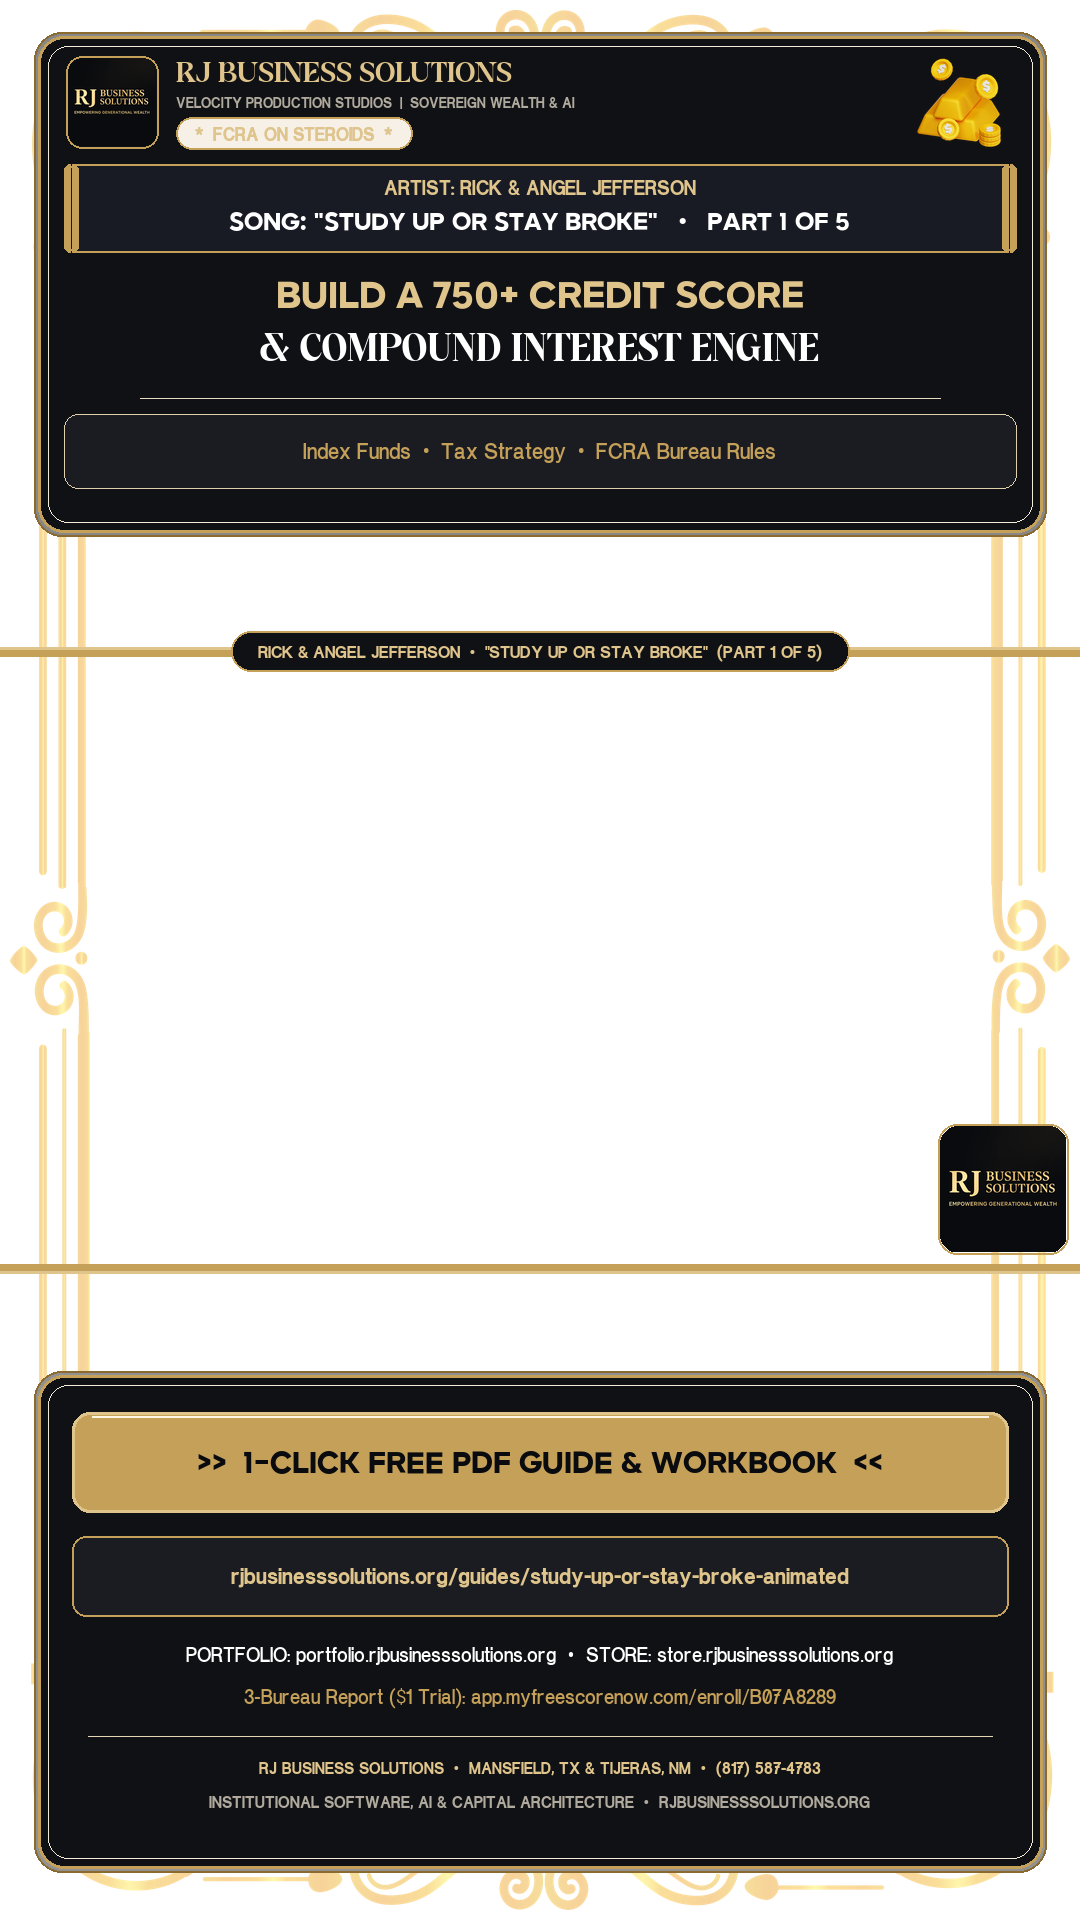 RJ BUSINESS SOLUTIONS
EMPOWERING GENERATIONAL WEALTH
RJ BUSINESS SOLUTIONS
VELOCITY PRODUCTION STUDIOS | SOVEREIGN WEALTH & AI
* FCRA ON STEROIDS *
ARTIST: RICK & ANGEL JEFFERSON
SONG: "STUDY UP OR STAY BROKE" • PART 1 OF 5
BUILD A 750+ CREDIT SCORE
& COMPOUND INTEREST ENGINE
Index Funds • Tax Strategy • FCRA Bureau Rules
RICK & ANGEL JEFFERSON • "STUDY UP OR STAY BROKE" (PART 1 OF 5)
RJ BUSINESS SOLUTIONS
EMPOWERING GENERATIONAL WEALTH
>> 1-CLICK FREE PDF GUIDE & WORKBOOK <<
rjbusinesssolutions.org/guides/study-up-or-stay-broke-animated
PORTFOLIO: portfolio.rjbusinesssolutions.org • STORE: store.rjbusinesssolutions.org
3-Bureau Report ($1 Trial): app.myfreescorenow.com/enroll/B07A8289
RJ BUSINESS SOLUTIONS • MANSFIELD, TX & TIJERAS, NM • (817) 587-4783
INSTITUTIONAL SOFTWARE, AI & CAPITAL ARCHITECTURE • RJBUSINESSSOLUTIONS.ORG